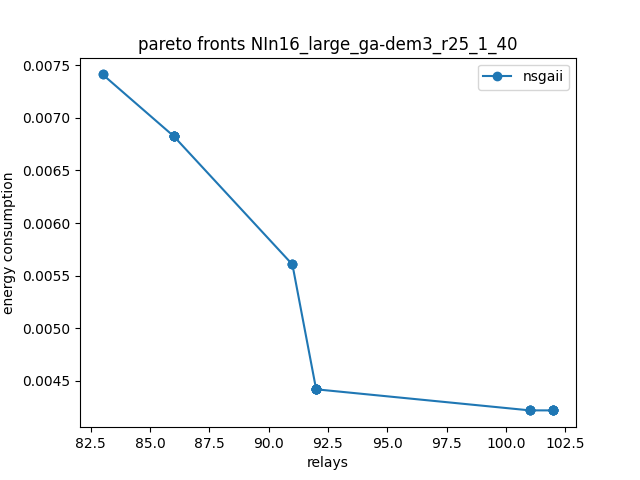 pareto fronts NIn16_large_ga-dem3_r25_1_40
nsgaii
0.0075
0.0070
0.0065
0.0060
0.0055
0.0050
0.0045
energy consumption
82.5 85.0 87.5 90.0 92.5 95.0 97.5 100.0 102.5
relays